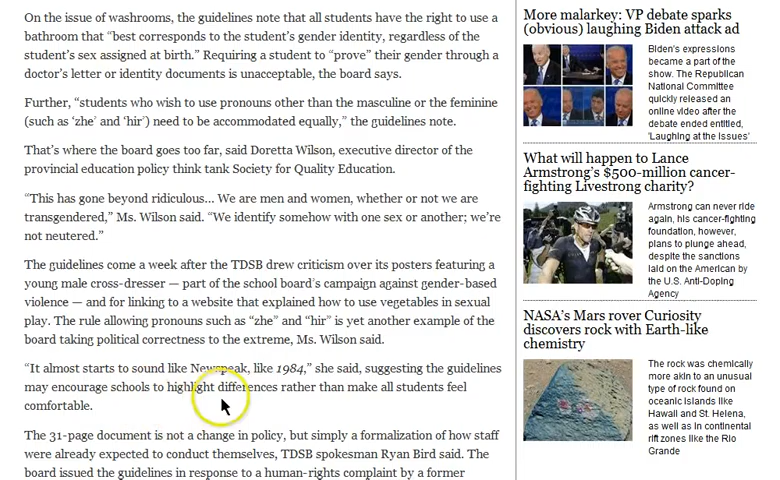 On the issue of washrooms, the guidelines note that all students have the right to use a
bathroom that “best corresponds to the student’s gender identity, regardless of the
student’s sex assigned at birth.” Requiring a student to “prove” their gender through a
doctor’s letter or identity documents is unacceptable, the board says.
Further, “students who wish to use pronouns other than the masculine or the feminine
(such as ‘zhe’ and ‘hir’) need to be accommodated equally,” the guidelines note.
That’s where the board goes too far, said Doretta Wilson, executive director of the
provincial education policy think tank Society for Quality Education.
“This has gone beyond ridiculous... We are men and women, whether or not we are
transgendered,” Ms. Wilson said. “We identify somehow with one sex or another; we’re
not neutered.”
The guidelines come a week after the TDSB drew criticism over its posters featuring a
young male cross-dresser — part of the school board’s campaign against gender-based
violence — and for linking to a website that explained how to use vegetables in sexual
play. The rule allowing pronouns such as “zhe” and “hir” is yet another example of the
board taking political correctness to the extreme, Ms. Wilson said.
“It almost starts to sound like Newspeak, like 1984,” she said, suggesting the guidelines
may encourage schools to highlight differences rather than make all students feel
comfortable.
The 31-page document is not a change in policy, but simply a formalization of how staff
were already expected to conduct themselves, TDSB spokesman Ryan Bird said. The
board issued the guidelines in response to a human-rights complaint by a former
More malarkey: VP debate sparks
(obvious) laughing Biden attack ad
Biden's expressions
became a part of the
show. The Republican
National Committee
quickly released an
online video after the
debate ended entitled,
'Laughing at the Issues'
What will happen to Lance
Armstrong’s $500-million cancer-
fighting Livestrong charity?
Armstrong can never ride
again, his cancer-fighting
foundation, however,
plans to plunge ahead,
despite the sanctions
laid on the American by
the U.S. Anti-Doping
Agency
NASA’s Mars rover Curiosity
discovers rock with Earth-like
chemistry
The rock was chemically
more akin to an unusual
type of rock found on
oceanic islands like
Hawaii and St. Helena,
as well as in continental
rift zones like the Rio
Grande